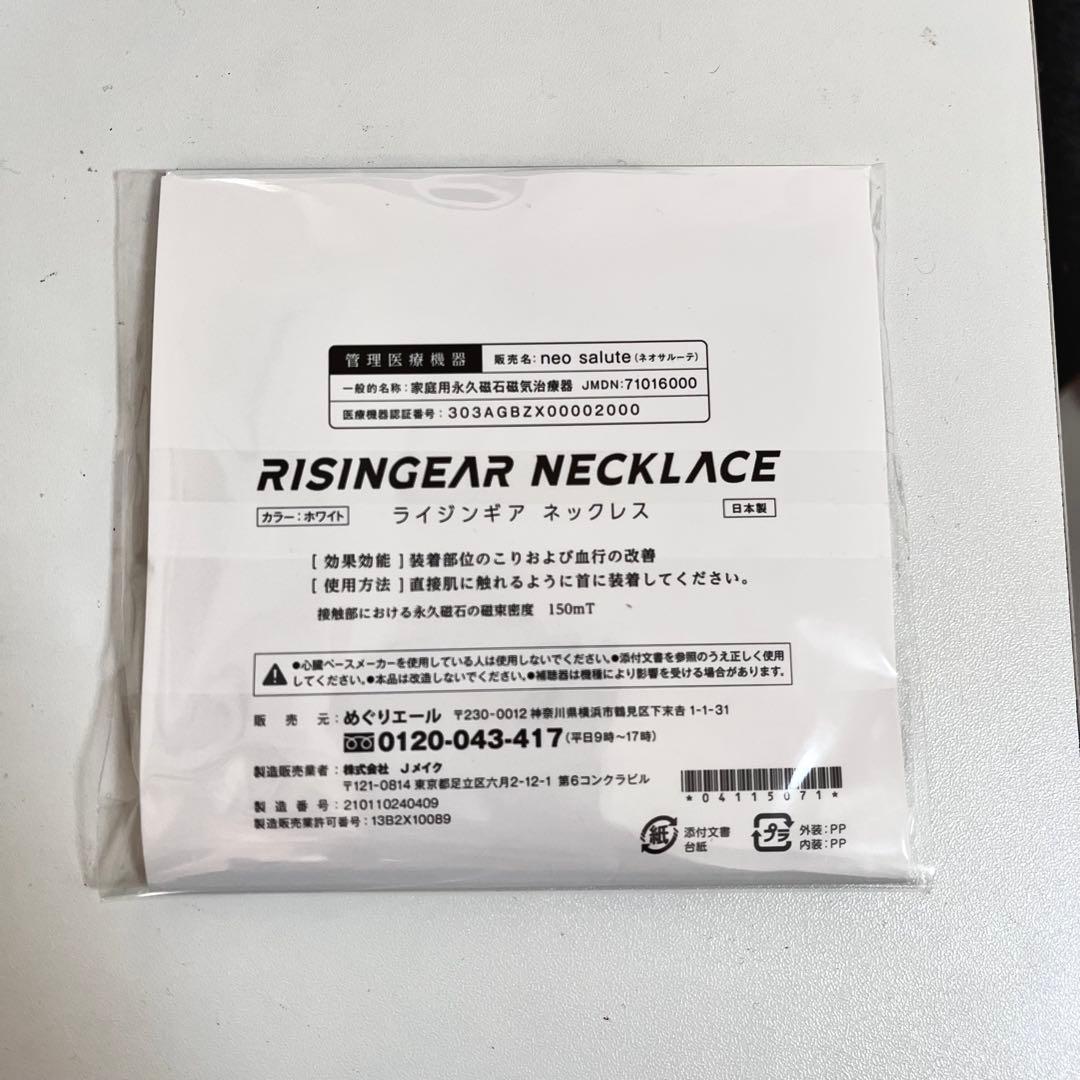 管理医療機器 販売名：neo salute（ネオサルーテ）
一般的名称：家庭用永久磁石磁気治療器 JMDN：71016000
医療機器認証番号：303AGBZX00002000
RISINGEAR NECKLACE
カラー：ホワイト ライジンギア ネックレス 日本製
［効果効能］装着部位のこりおよび血行の改善
［使用方法］直接肌に触れるように首に装着してください。
接触部における永久磁石の磁束密度 150mT
●心臓ペースメーカーを使用している人は使用しないでください。●添付文書を参照のうえ正しく使用
してください。●本品は改造しないでください。●補聴器は機種により影響を受ける場合があります。
販売元：めぐりエール 〒230-0012 神奈川県横浜市鶴見区下末吉 1-1-31
0120-043-417（平日9時～17時）
製造販売業者：株式会社 Jメイク
〒121-0814 東京都足立区六月2-12-1 第6コンクラビル
製造番号：210110240409
製造販売業許可番号：13B2X10089
*04115071*
紙 添付文書
台紙
プラ 外装：PP
内装：PP